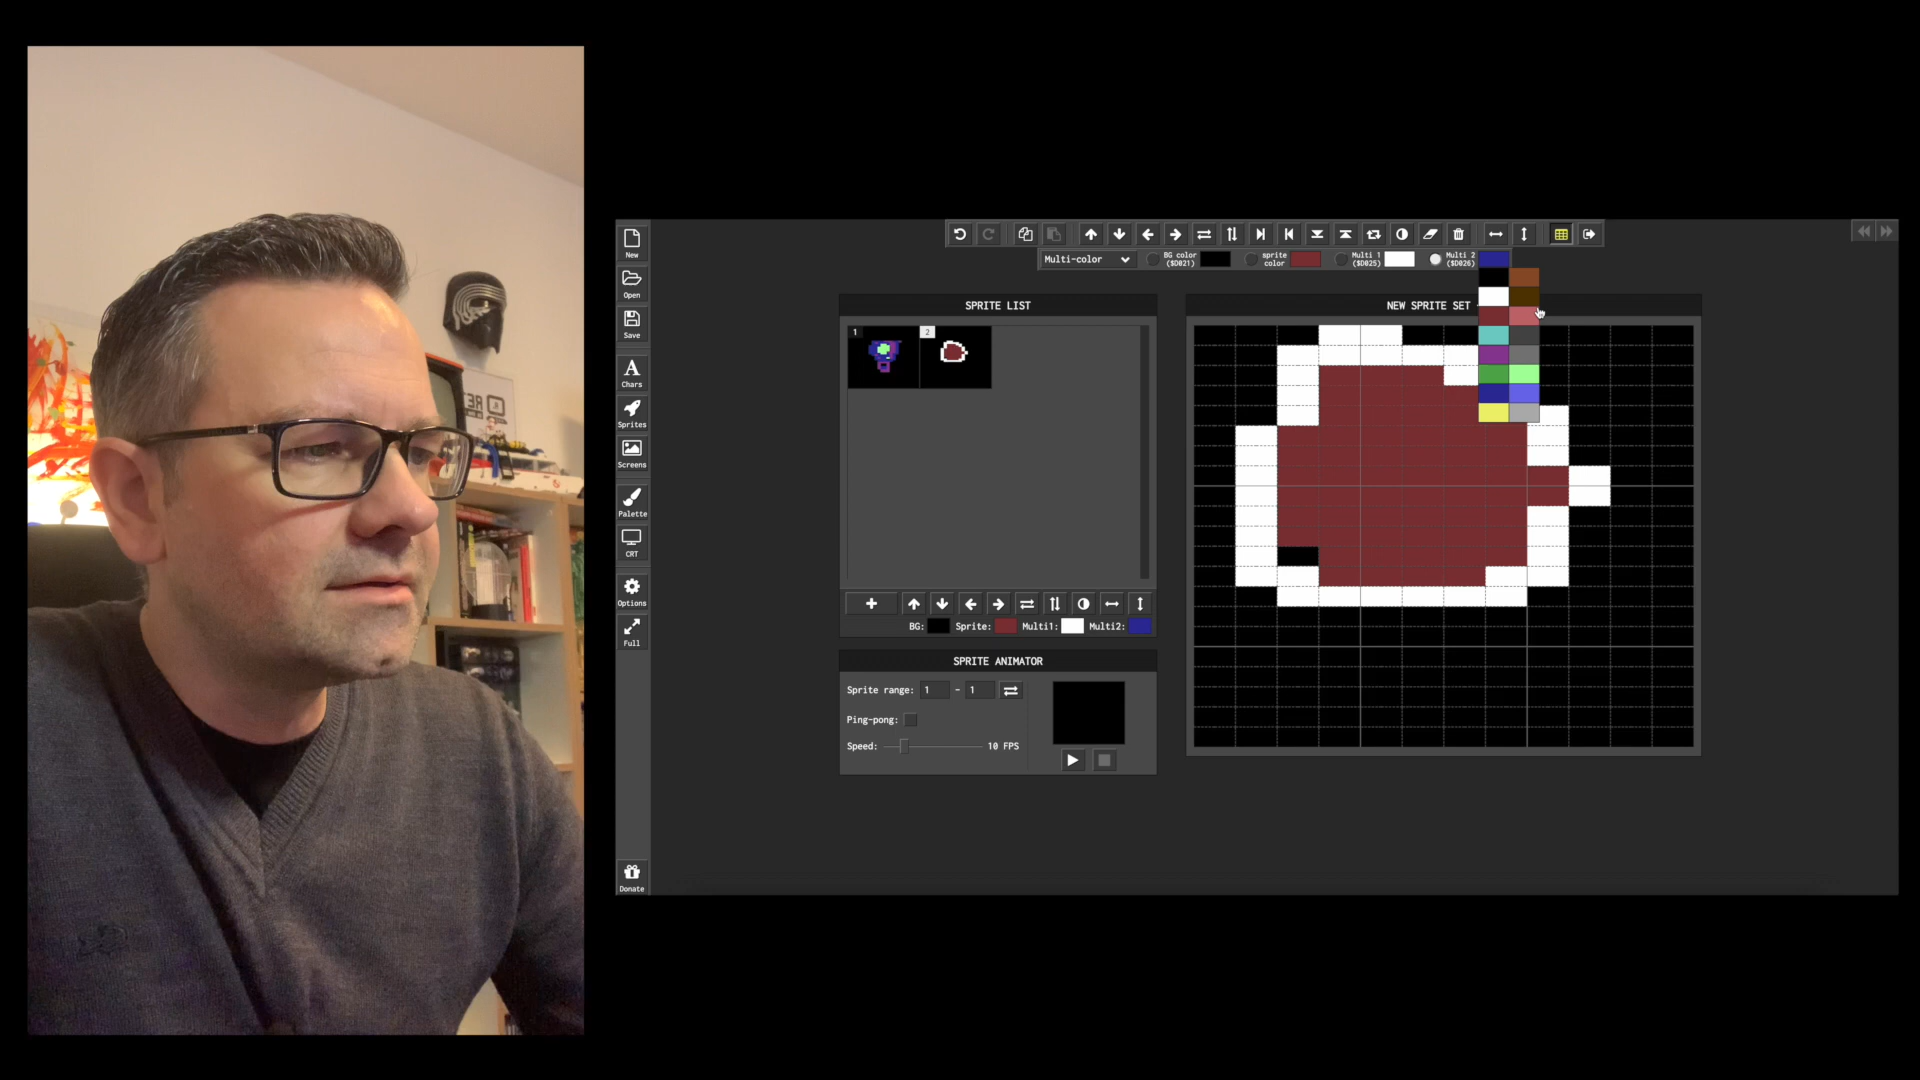 New
Open
Save
Chars
Sprites
Screens
Palette
CRT
Options
Full
Donate
Multi-color
BG color
($D021)
sprite
color
Multi 1
($D025)
Multi 2
($D026)
SPRITE LIST
1
2
BG:
Sprite:
Multi1:
Multi2:
SPRITE ANIMATOR
Sprite range: 1 - 1
Ping-pong:
Speed:
10 FPS
NEW SPRITE SET